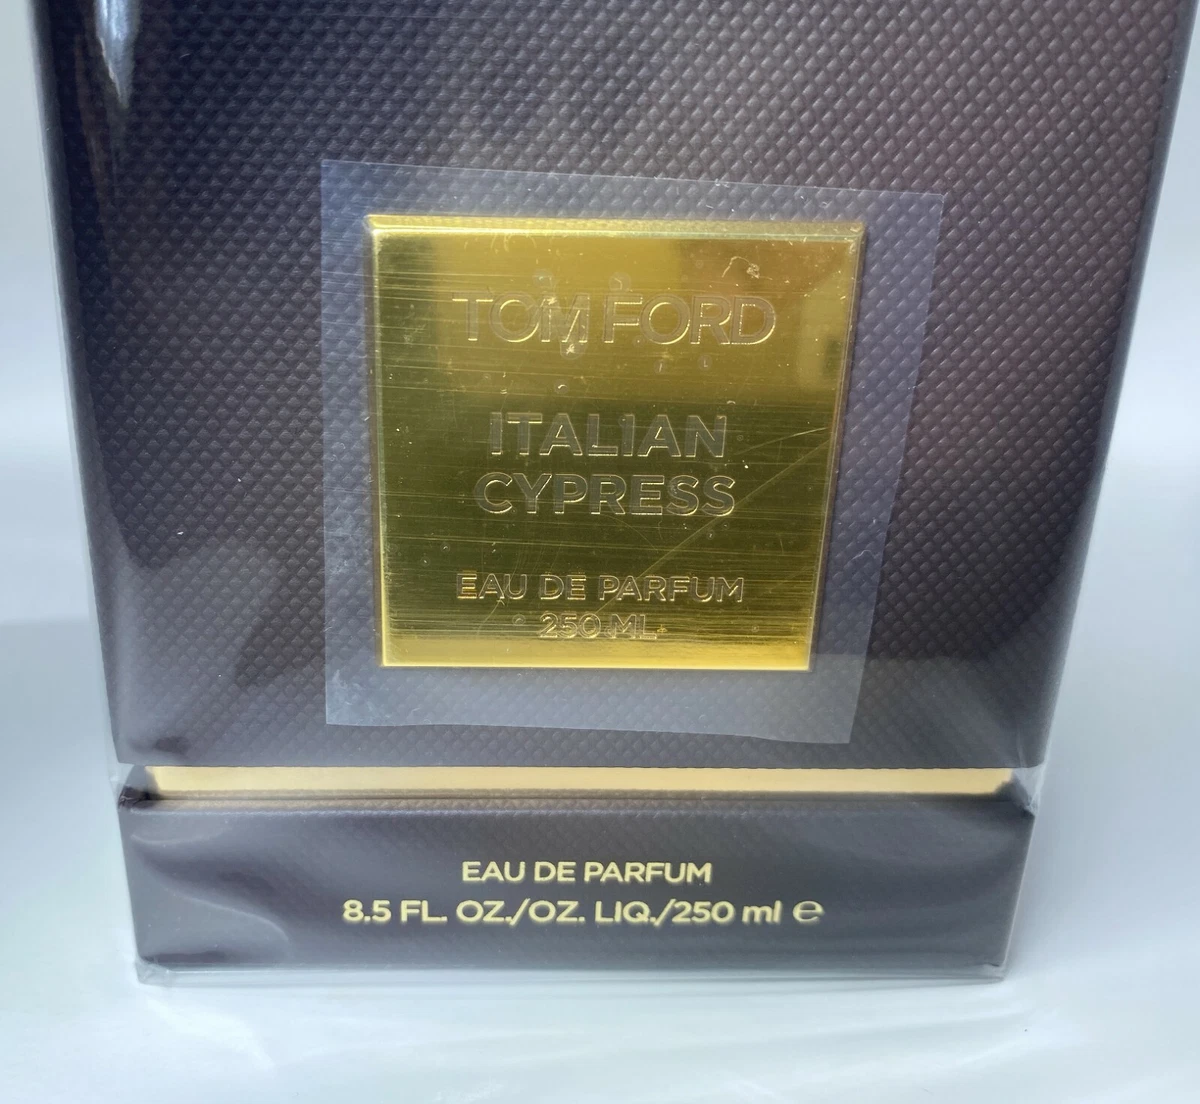 TOM FORD
ITALIAN
CYPRESS
EAU DE PARFUM
250 ML
EAU DE PARFUM
8.5 FL. OZ./OZ. LIQ./250 ml ℮